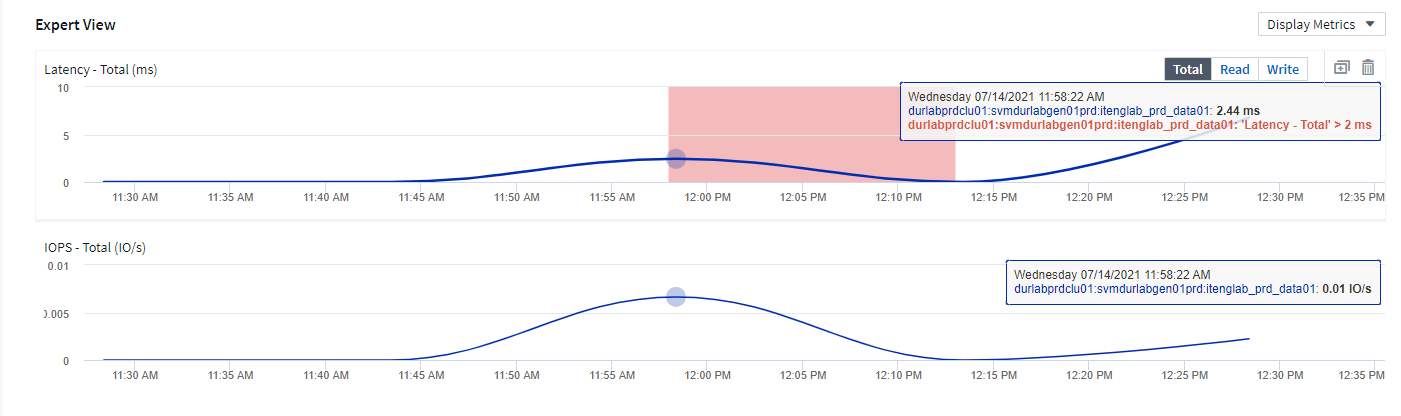 Expert View
Display Metrics
Latency - Total (ms)
Total Read Write
Wednesday 07/14/2021 11:58:22 AM
durlabprdclu01:svmdurlabgen01prd:itenglab_prd_data01: 2.44 ms
durlabprdclu01:svmdurlabgen01prd:itenglab_prd_data01: 'Latency - Total' > 2 ms
10
5
0
11:30 AM 11:35 AM 11:40 AM 11:45 AM 11:50 AM 11:55 AM 12:00 PM 12:05 PM 12:10 PM 12:15 PM 12:20 PM 12:25 PM 12:30 PM 12:35 PM
IOPS - Total (IO/s)
Wednesday 07/14/2021 11:58:22 AM
durlabprdclu01:svmdurlabgen01prd:itenglab_prd_data01: 0.01 IO/s
0.01
0.005
0
11:30 AM 11:35 AM 11:40 AM 11:45 AM 11:50 AM 11:55 AM 12:00 PM 12:05 PM 12:10 PM 12:15 PM 12:20 PM 12:25 PM 12:30 PM 12:35 PM